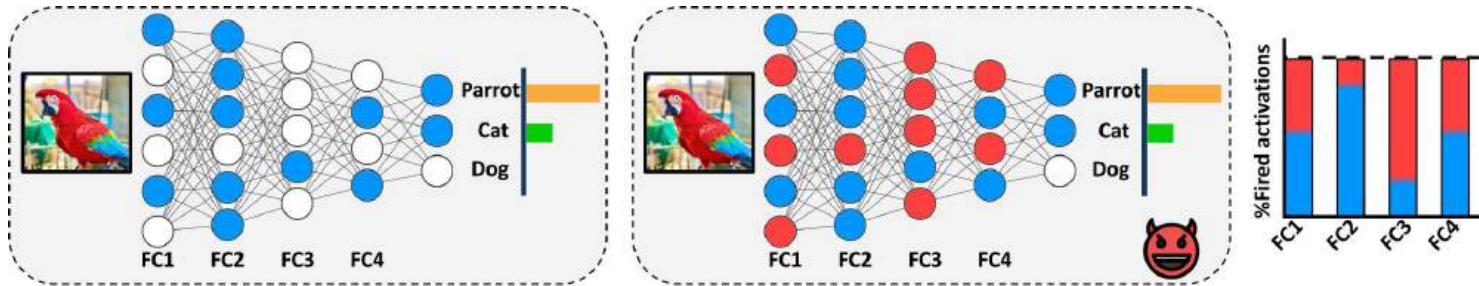 Parrot
Cat
Dog
FC1 FC2 FC3 FC4
Parrot
Cat
Dog
FC1 FC2 FC3 FC4
%Fired activations
FC1 FC2 FC3 FC4